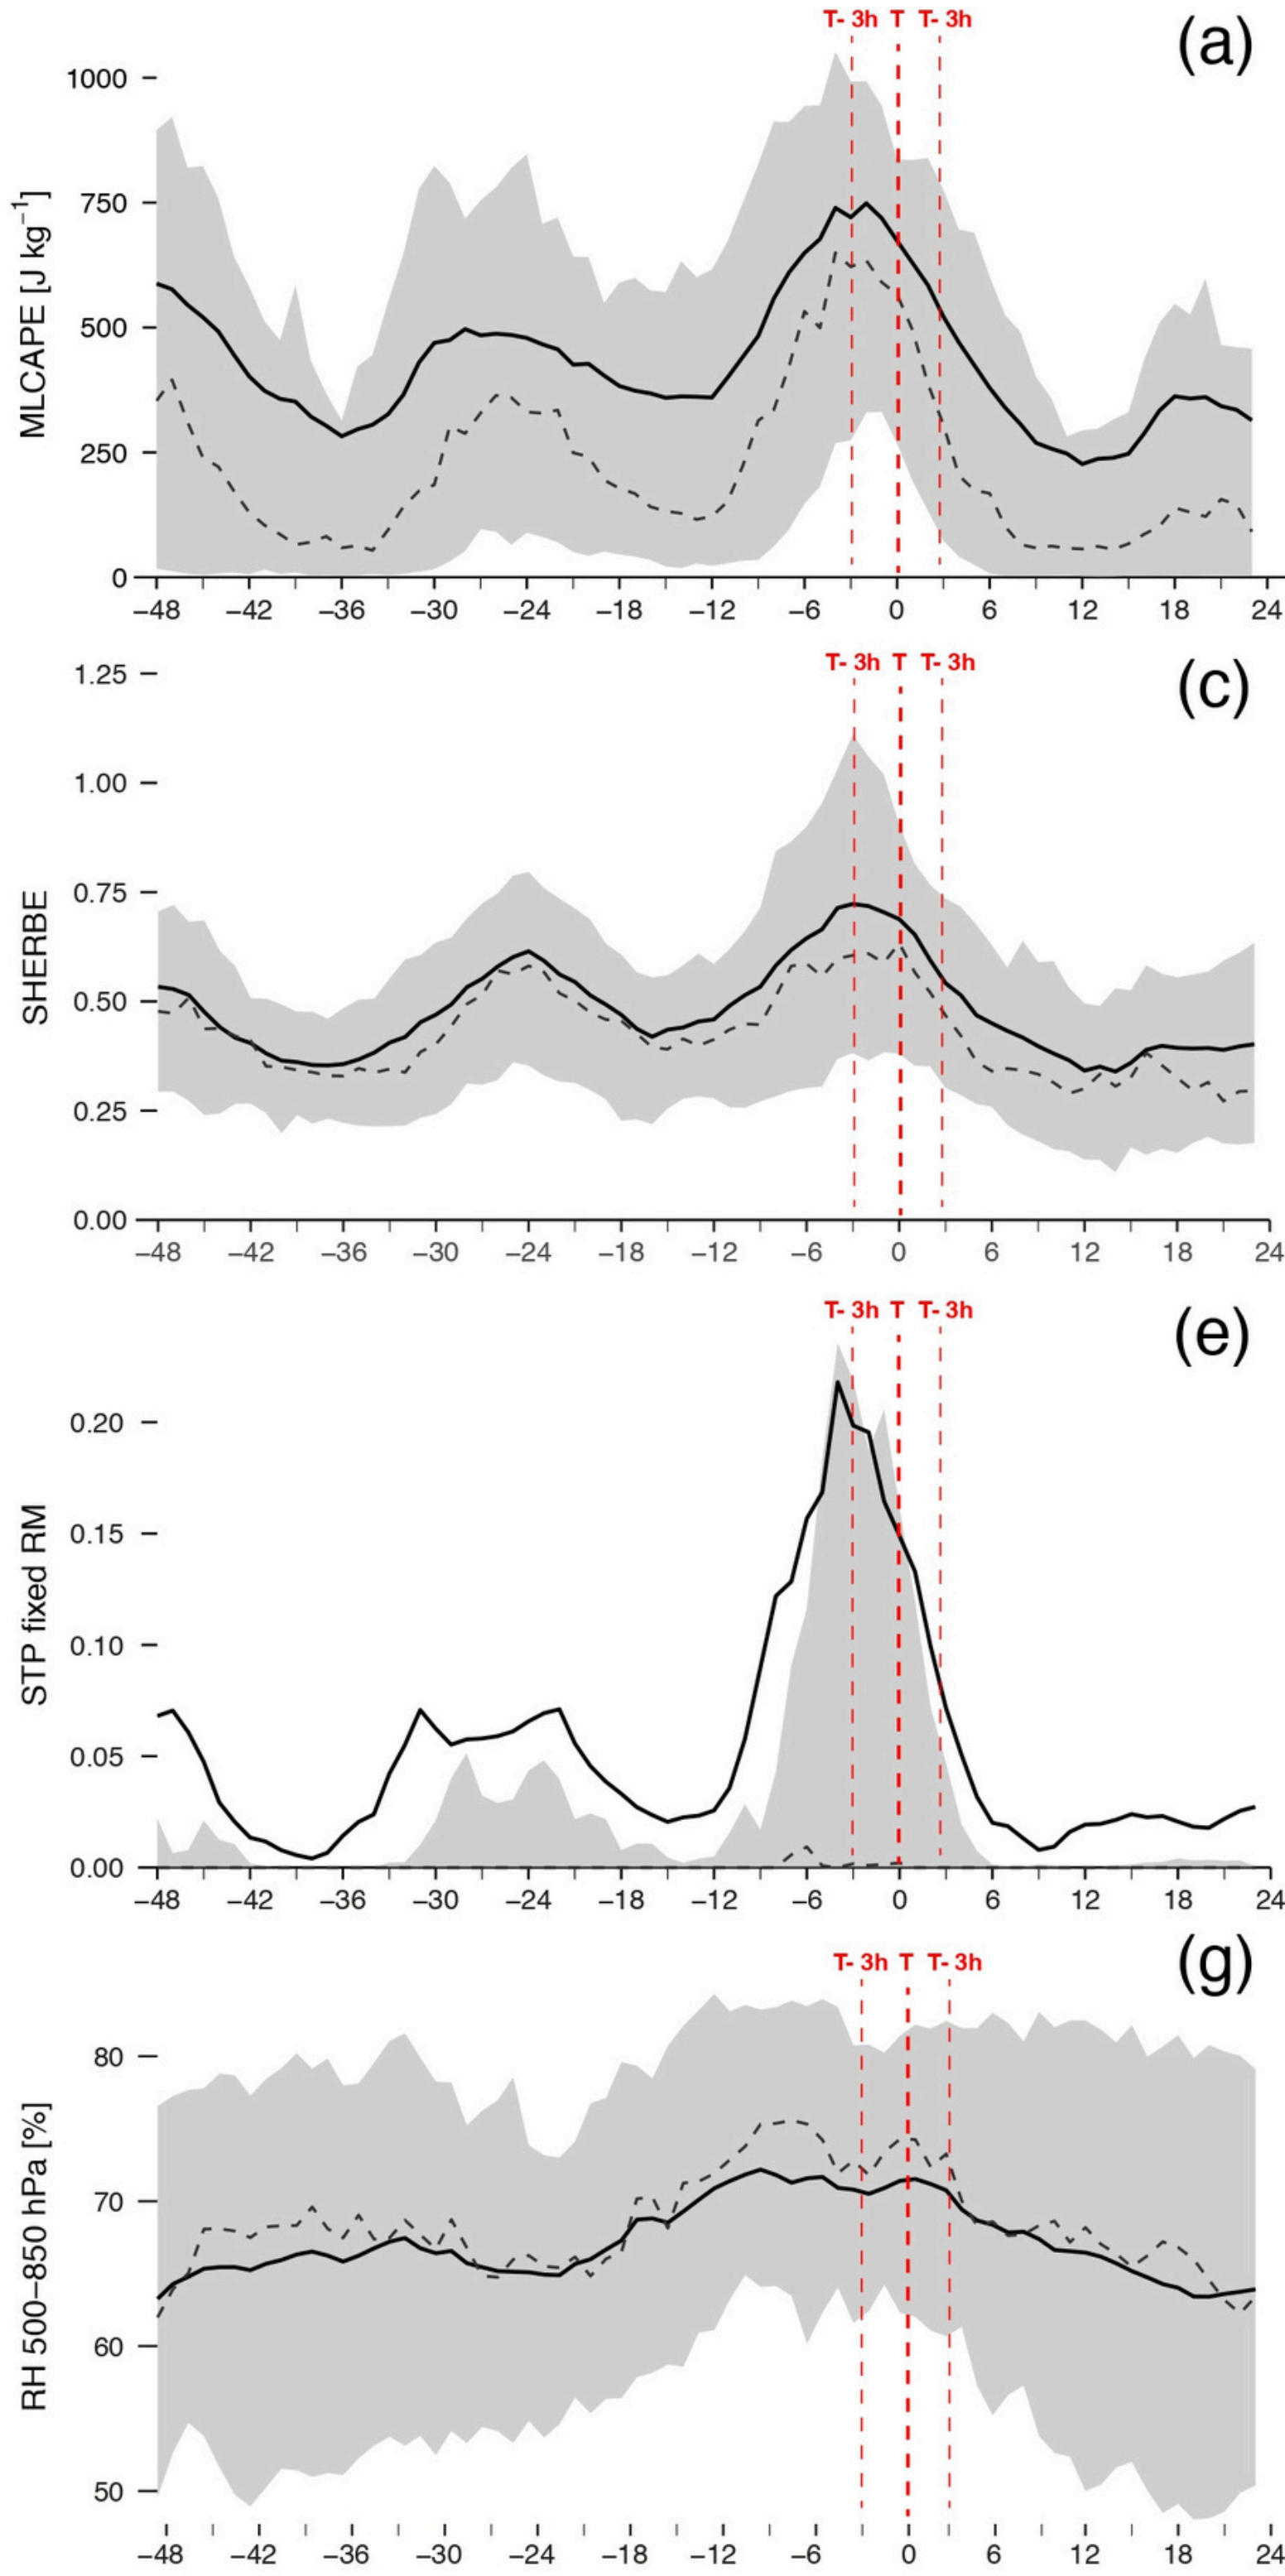 T- 3h T T- 3h
(a)
1000
750
500
250
0
MLCAPE [J kg⁻¹]
−48 −42 −36 −30 −24 −18 −12 −6 0 6 12 18 24
T- 3h T T- 3h
(c)
1.25
1.00
0.75
0.50
0.25
0.00
SHERBE
−48 −42 −36 −30 −24 −18 −12 −6 0 6 12 18 24
T- 3h T T- 3h
(e)
0.20
0.15
0.10
0.05
0.00
STP fixed RM
−48 −42 −36 −30 −24 −18 −12 −6 0 6 12 18 24
T- 3h T T- 3h
(g)
80
70
60
50
RH 500−850 hPa [%]
−48 −42 −36 −30 −24 −18 −12 −6 0 6 12 18 24